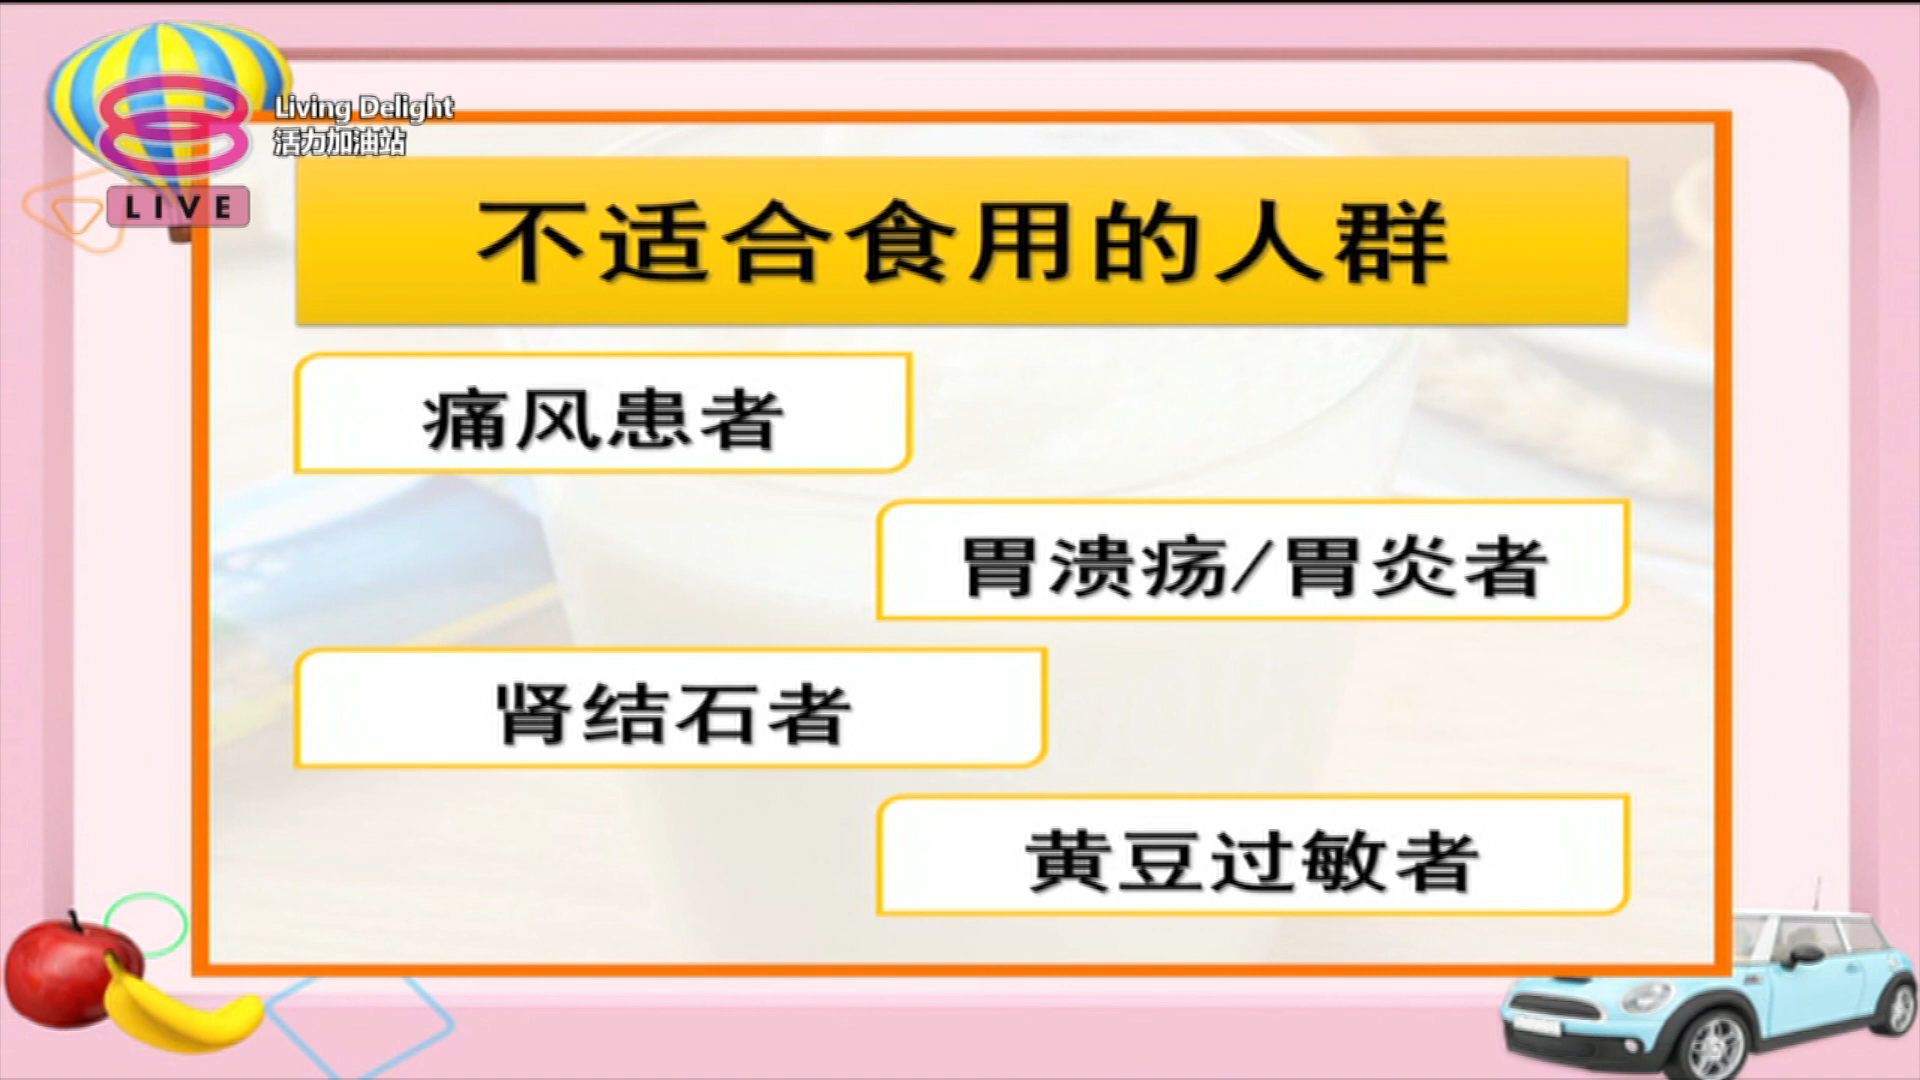 Living Delight
活力加油站
LIVE
不适合食用的人群
痛风患者
胃溃疡/胃炎者
肾结石者
黄豆过敏者